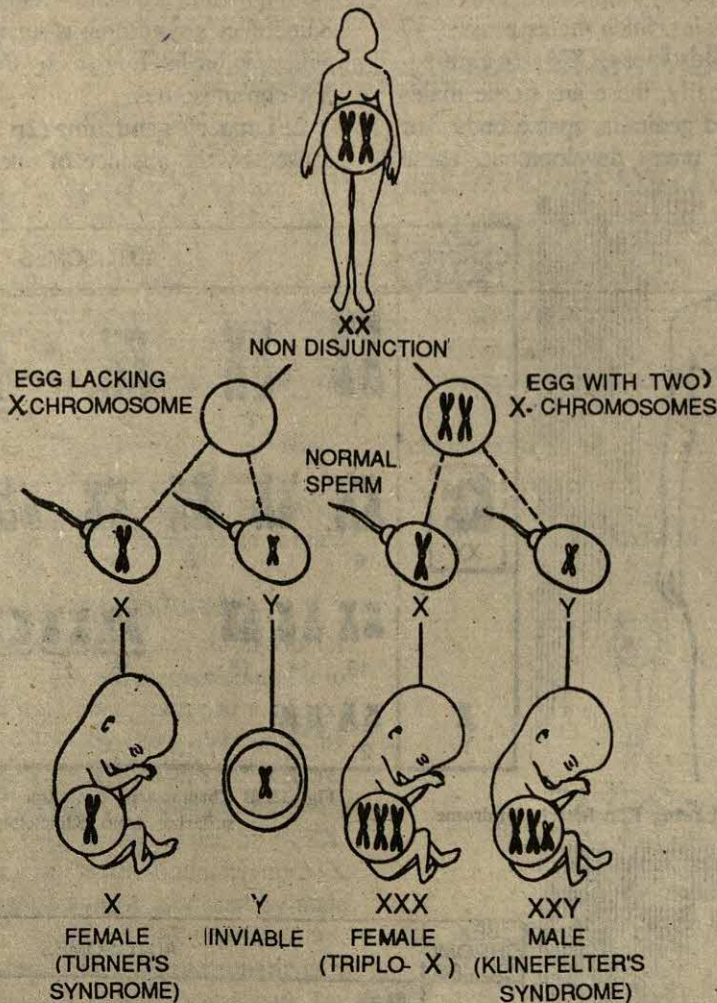 XX
NON DISJUNCTION
EGG LACKING
X CHROMOSOME
EGG WITH TWO
X- CHROMOSOMES
NORMAL
SPERM
X
Y
X
Y
X
FEMALE
(TURNER'S
SYNDROME)
Y
INVIABLE
XXX
FEMALE
(TRIPLO- X)
XXY
MALE
(KLINEFELTER'S
SYNDROME)